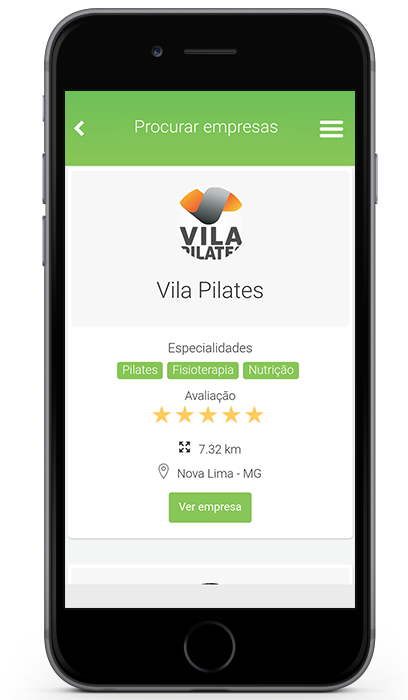 Procurar empresas
VILA
PILATES
Vila Pilates
Especialidades
Pilates Fisioterapia Nutrição
Avaliação
7.32 km
Nova Lima - MG
Ver empresa